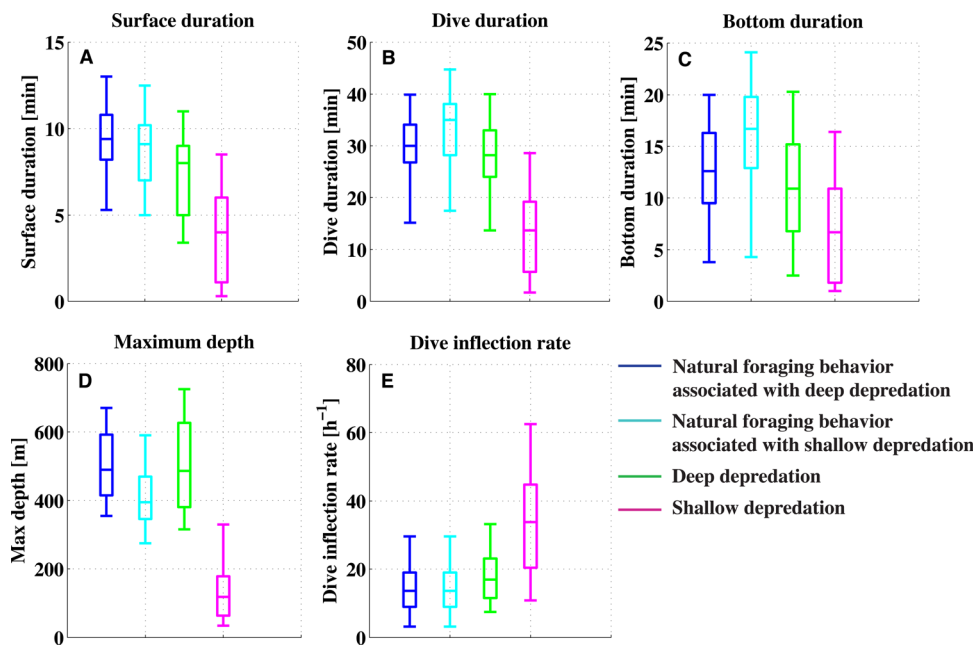 Surface duration
A
Surface duration [min]
15
10
5
0
Dive duration
B
Dive duration [min]
50
40
30
20
10
0
Bottom duration
C
Bottom duration [min]
25
20
15
10
5
0
Maximum depth
D
Max depth [m]
800
600
400
200
0
Dive inflection rate
E
Dive inflection rate [h⁻¹]
80
60
40
20
0
Natural foraging behavior
associated with deep depredation
Natural foraging behavior
associated with shallow depredation
Deep depredation
Shallow depredation